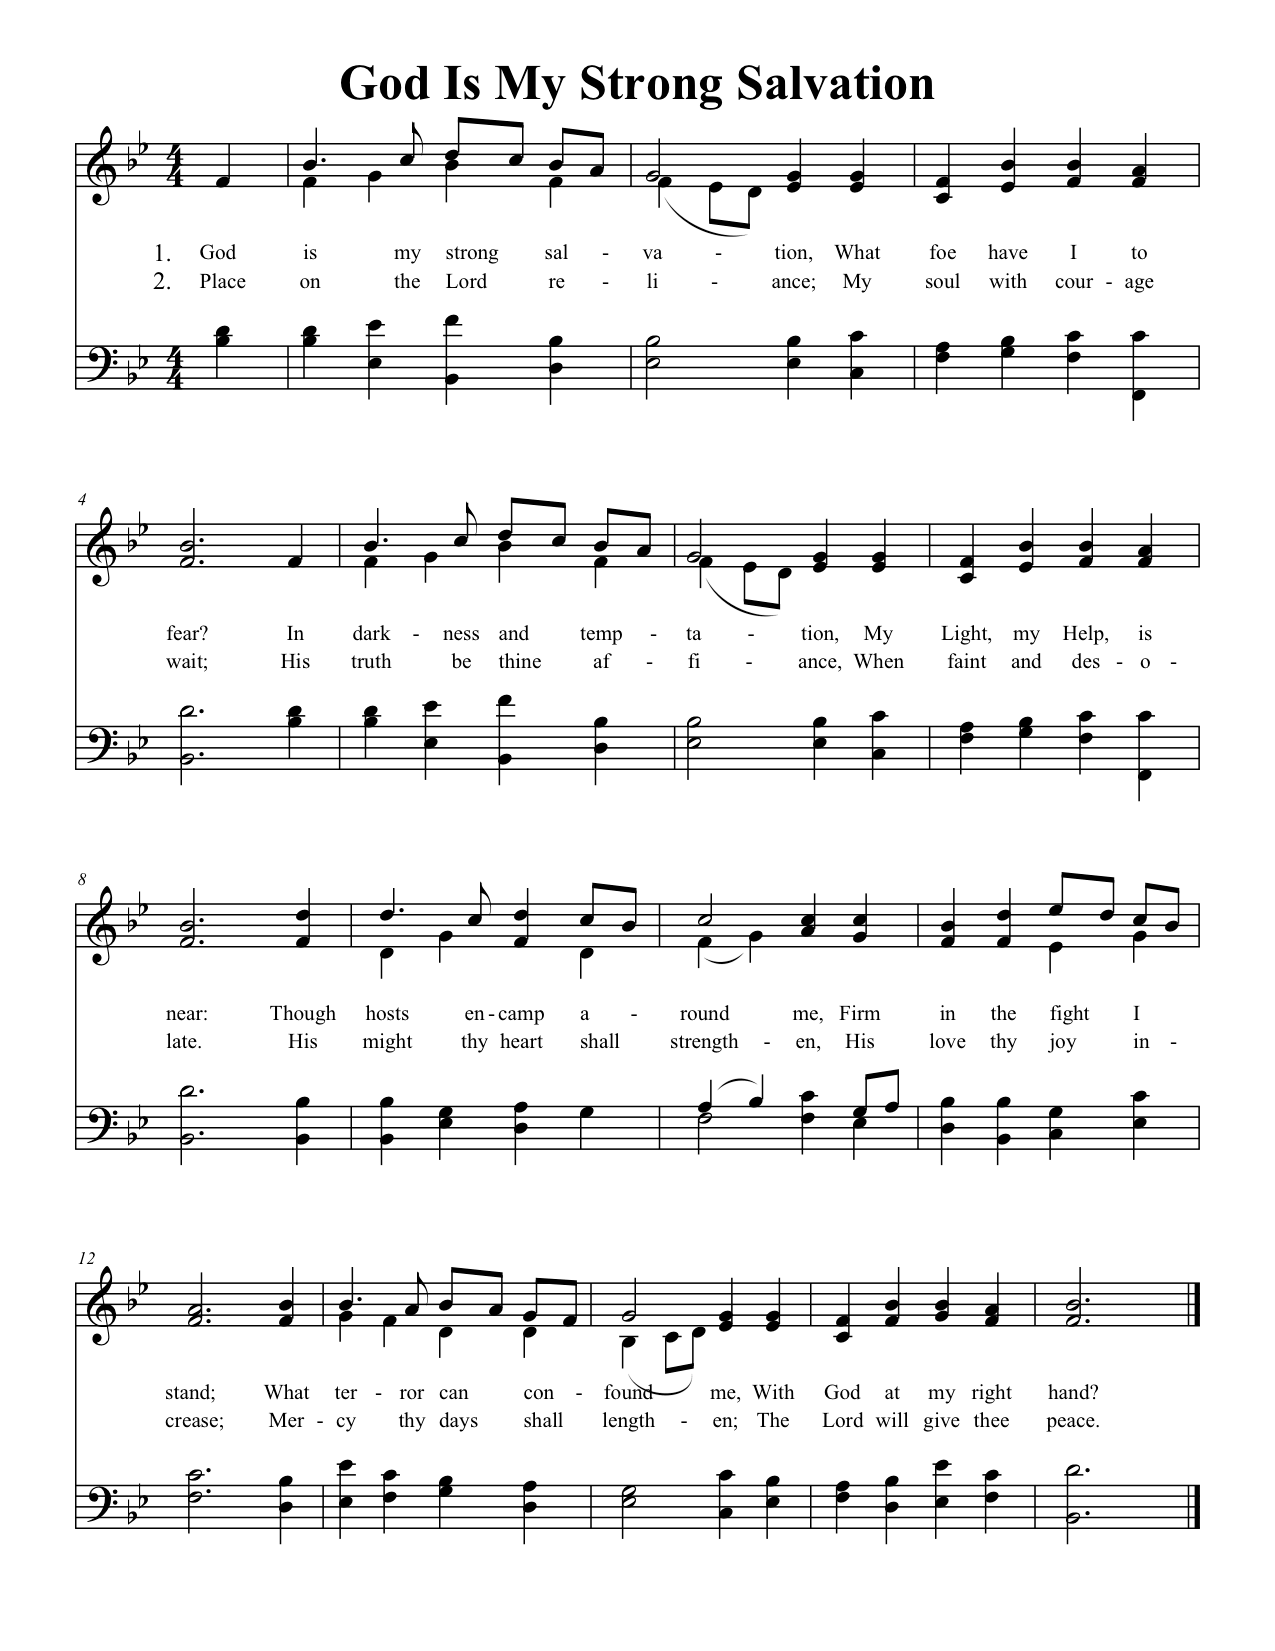 God Is My Strong Salvation
4
4
1. God is my strong sal - va - tion, What foe have I to
2. Place on the Lord re - li - ance; My soul with cour - age
4
4
4
fear? In dark - ness and temp - ta - tion, My Light, my Help, is
wait; His truth be thine af - fi - ance, When faint and des - o -
8
near: Though hosts en - camp a - round me, Firm in the fight I
late. His might thy heart shall strength - en, His love thy joy in -
12
stand; What ter - ror can con - found me, With God at my right hand?
crease; Mer - cy thy days shall length - en; The Lord will give thee peace.